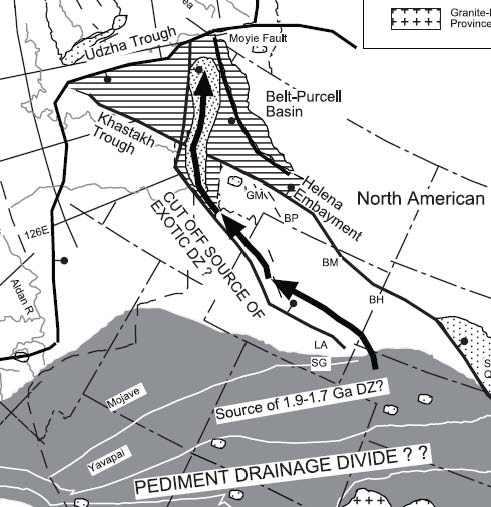 Granite-
Province
Udzha Trough
Moyie Fault
Belt-Purcell
Basin
Khastakh
Trough
Helena
Embayment
North American
GM
BP
126E
CUT OFF SOURCE OF
EXOTIC DZ ?
BM
Aldan R.
BH
LA
SG
S
Q
Mojave
Source of 1.9-1.7 Ga DZ?
Yavapai
PEDIMENT DRAINAGE DIVIDE ? ?